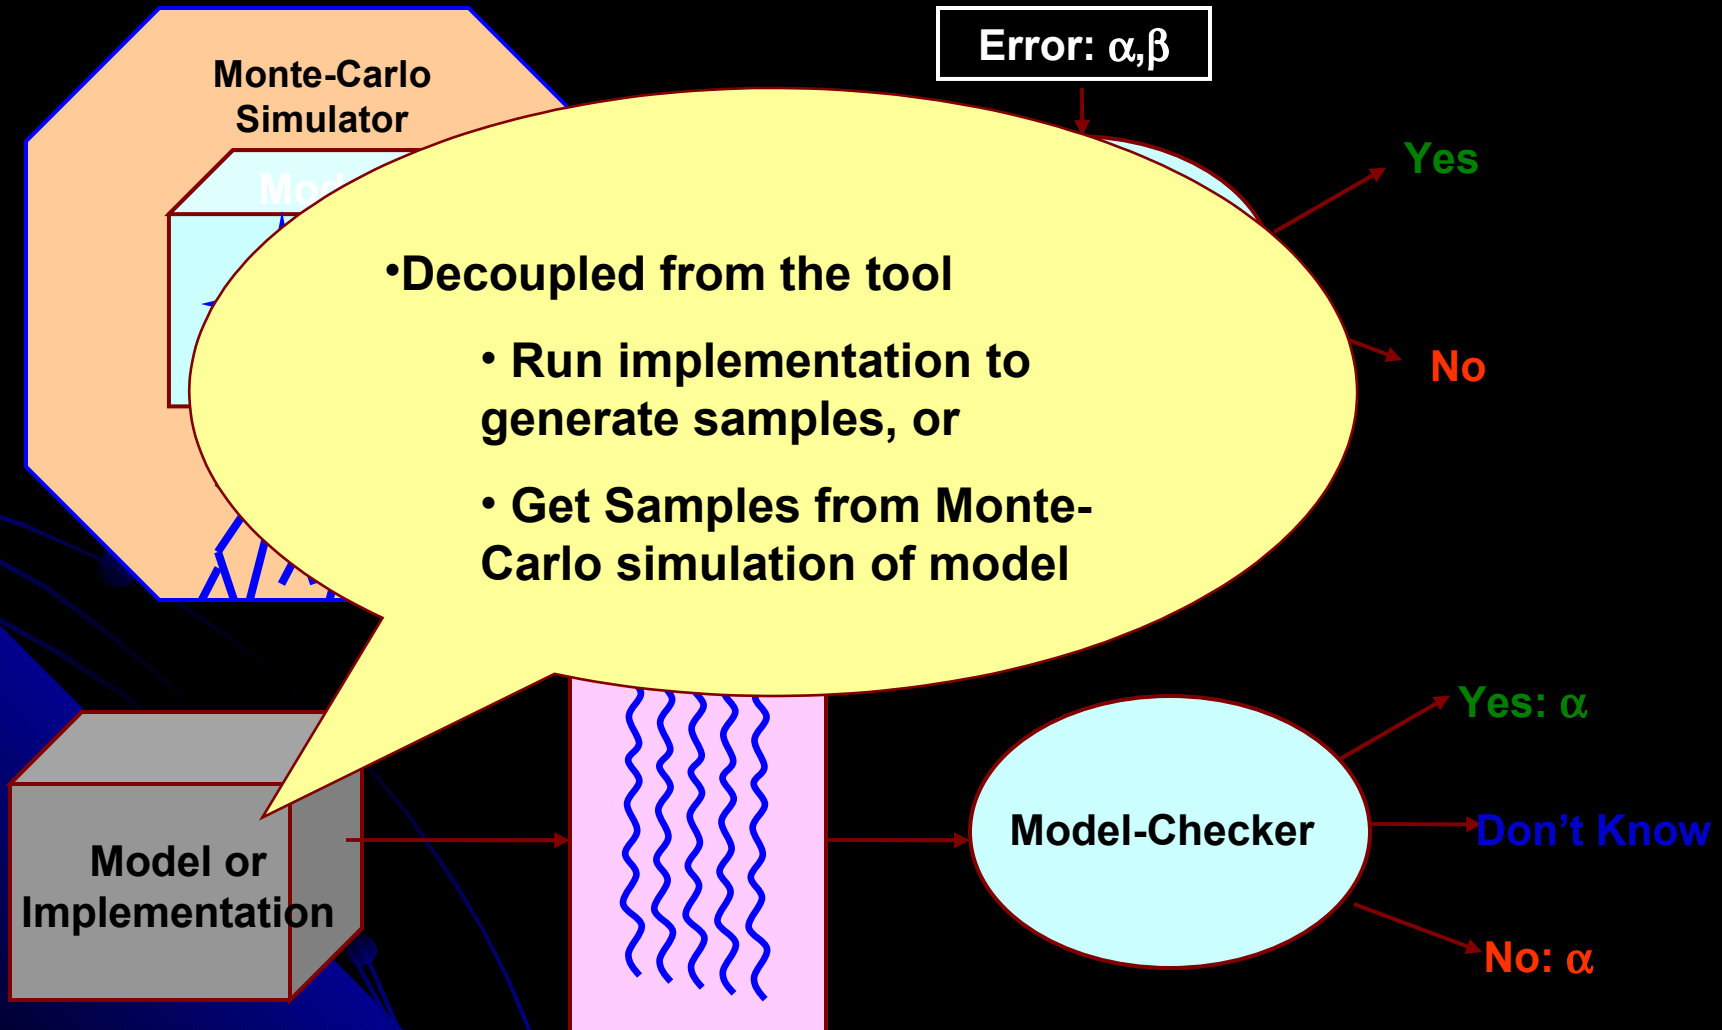 Monte-Carlo
Simulator
Error: α,β
Yes
No
•Decoupled from the tool
• Run implementation to
generate samples, or
• Get Samples from Monte-
Carlo simulation of model
Model or
Implementation
Model-Checker
Yes: α
Don’t Know
No: α